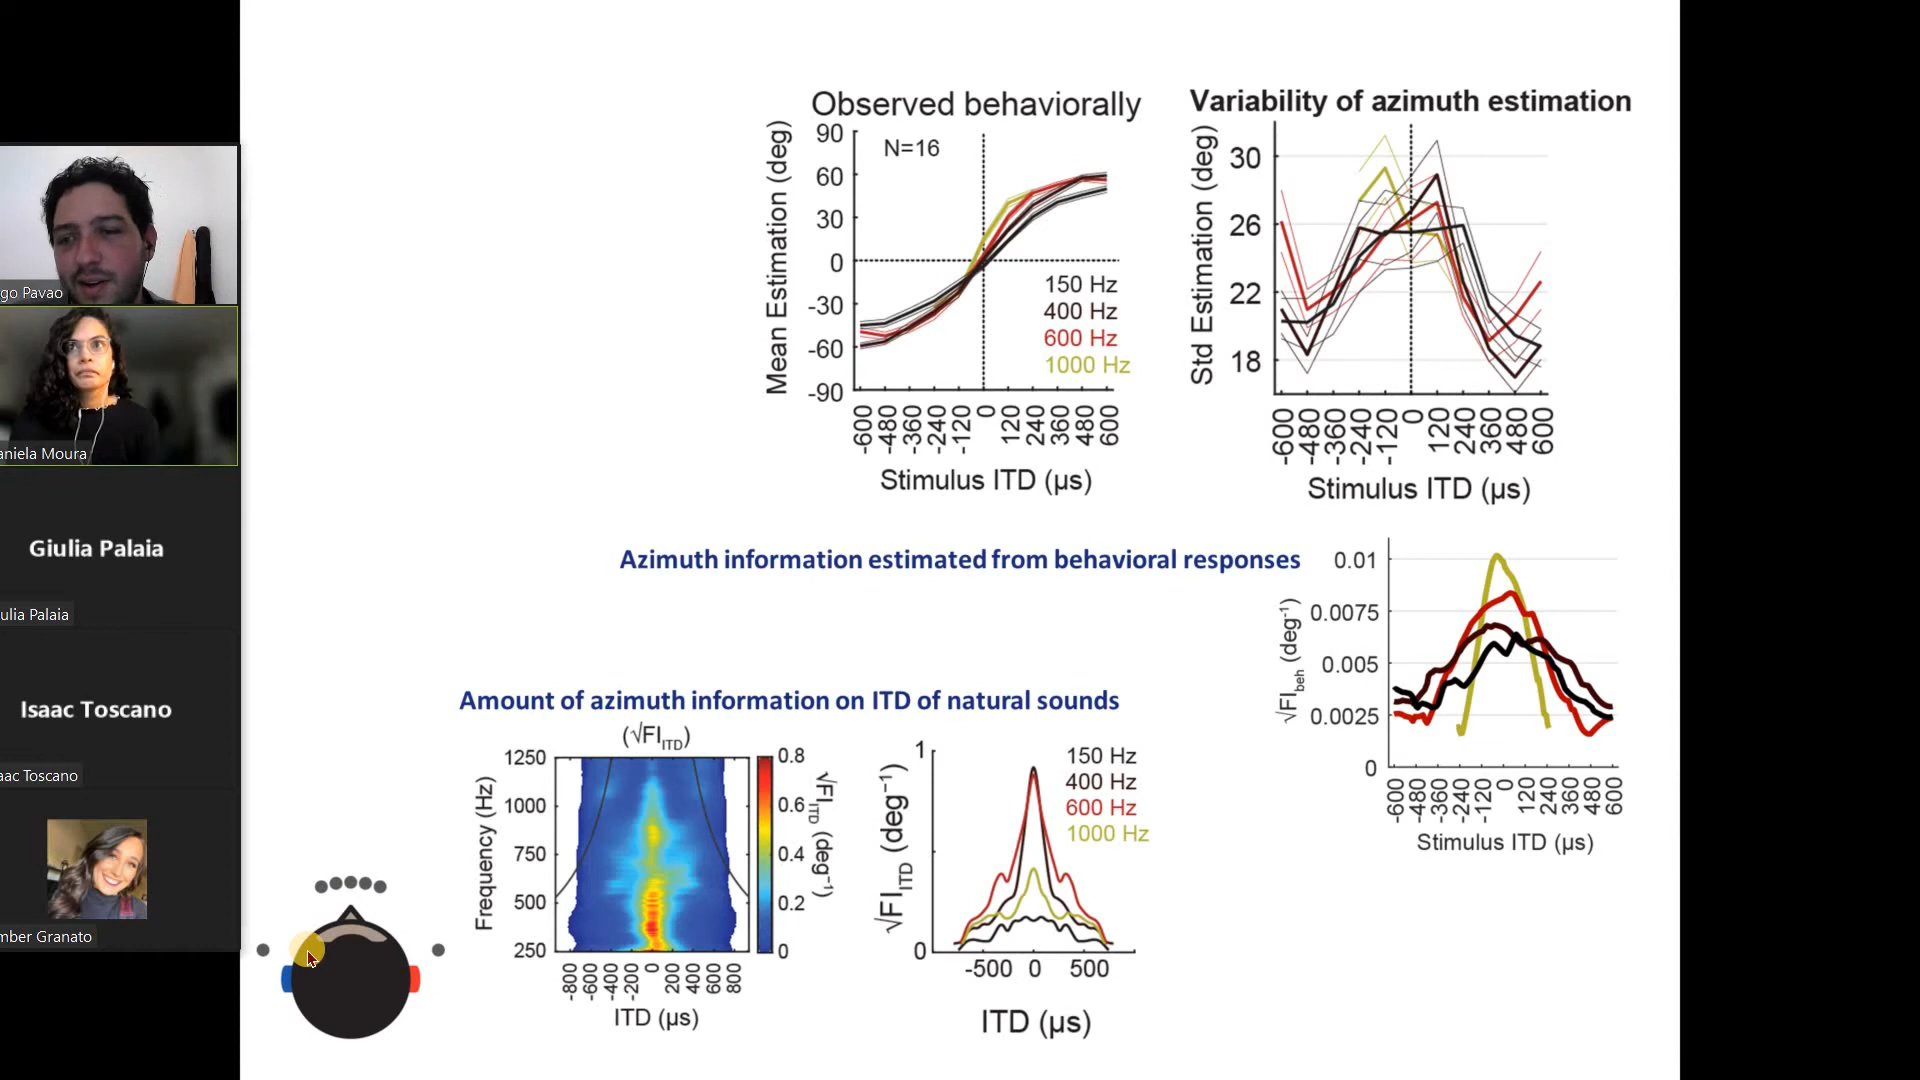 go Pavao
aniela Moura
Giulia Palaia
ulia Palaia
Isaac Toscano
aac Toscano
mber Granato
Observed behaviorally
Mean Estimation (deg)
90
60
30
0
-30
-60
-90
N=16
150 Hz
400 Hz
600 Hz
1000 Hz
-600
-480
-360
-240
-120
0
120
240
360
480
600
Stimulus ITD (µs)
Variability of azimuth estimation
Std Estimation (deg)
30
26
22
18
-600
-480
-360
-240
-120
0
120
240
360
480
600
Stimulus ITD (µs)
Azimuth information estimated from behavioral responses
√FIbeh (deg-1)
0.01
0.0075
0.005
0.0025
0
-600
-480
-360
-240
-120
0
120
240
360
480
600
Stimulus ITD (µs)
Amount of azimuth information on ITD of natural sounds
(√FIITD)
Frequency (Hz)
1250
1000
750
500
250
-800
-600
-400
-200
0
200
400
600
800
ITD (µs)
0.8
0.6
0.4
0.2
0
√FIITD (deg-1)
√FIITD (deg-1)
1
0
150 Hz
400 Hz
600 Hz
1000 Hz
-500 0 500
ITD (µs)